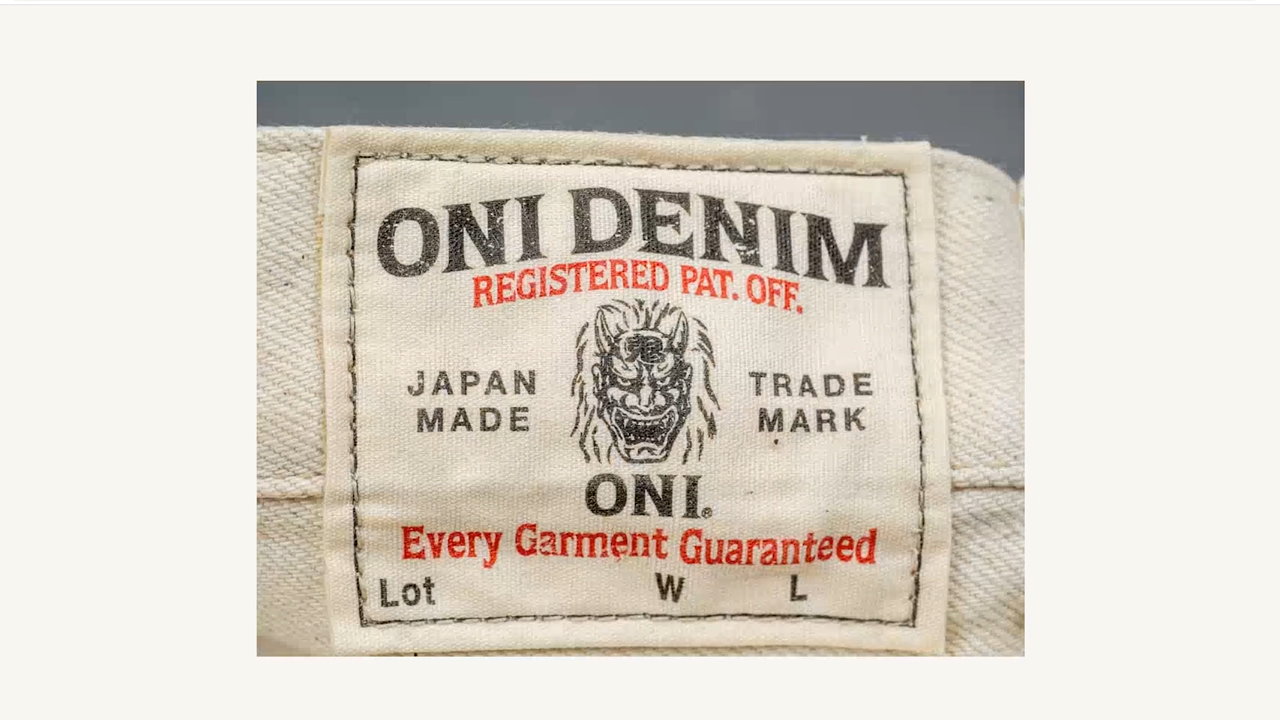 ONI DENIM
REGISTERED PAT. OFF.
JAPAN MADE
TRADE MARK
ONI®
Every Garment Guaranteed
Lot W L